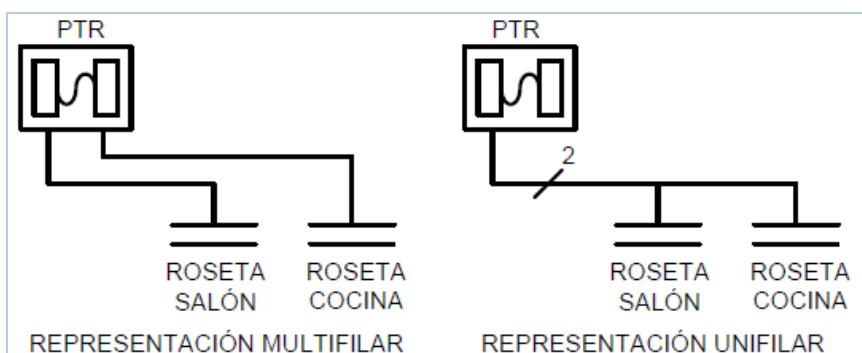 PTR
ROSETA SALÓN
ROSETA COCINA
REPRESENTACIÓN MULTIFILAR
PTR
2
ROSETA SALÓN
ROSETA COCINA
REPRESENTACIÓN UNIFILAR